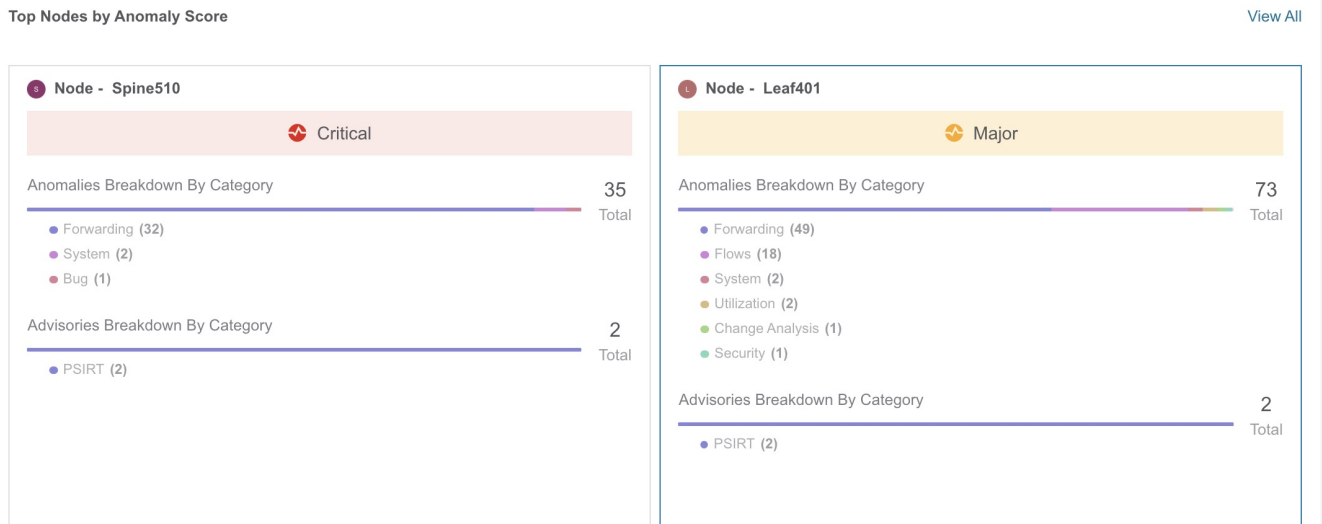 Top Nodes by Anomaly Score
View All
S Node - Spine510
Critical
Anomalies Breakdown By Category
35
Total
Forwarding (32)
System (2)
Bug (1)
Advisories Breakdown By Category
2
Total
PSIRT (2)
L Node - Leaf401
Major
Anomalies Breakdown By Category
73
Total
Forwarding (49)
Flows (18)
System (2)
Utilization (2)
Change Analysis (1)
Security (1)
Advisories Breakdown By Category
2
Total
PSIRT (2)